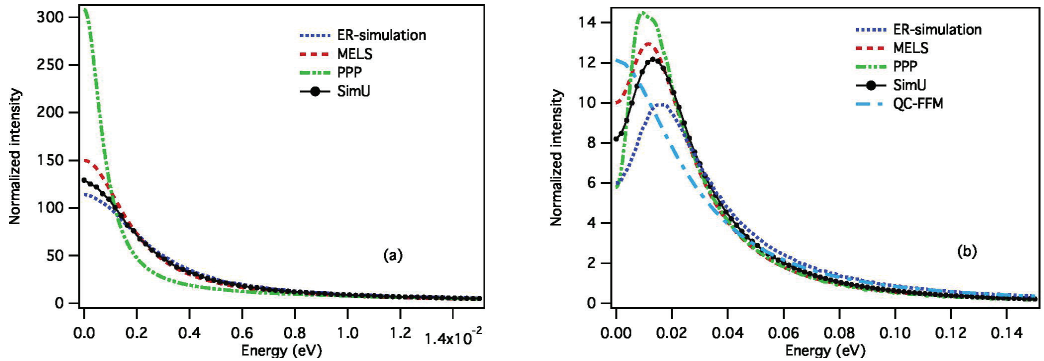 300
250
200
150
100
50
0
Normalized intensity
ER-simulation
MELS
PPP
SimU
(a)
0.0 0.2 0.4 0.6 0.8 1.0 1.2 1.4x10-2
Energy (eV)
14
12
10
8
6
4
2
0
Normalized intensity
ER-simulation
MELS
PPP
SimU
QC-FFM
(b)
0.00 0.02 0.04 0.06 0.08 0.10 0.12 0.14
Energy (eV)